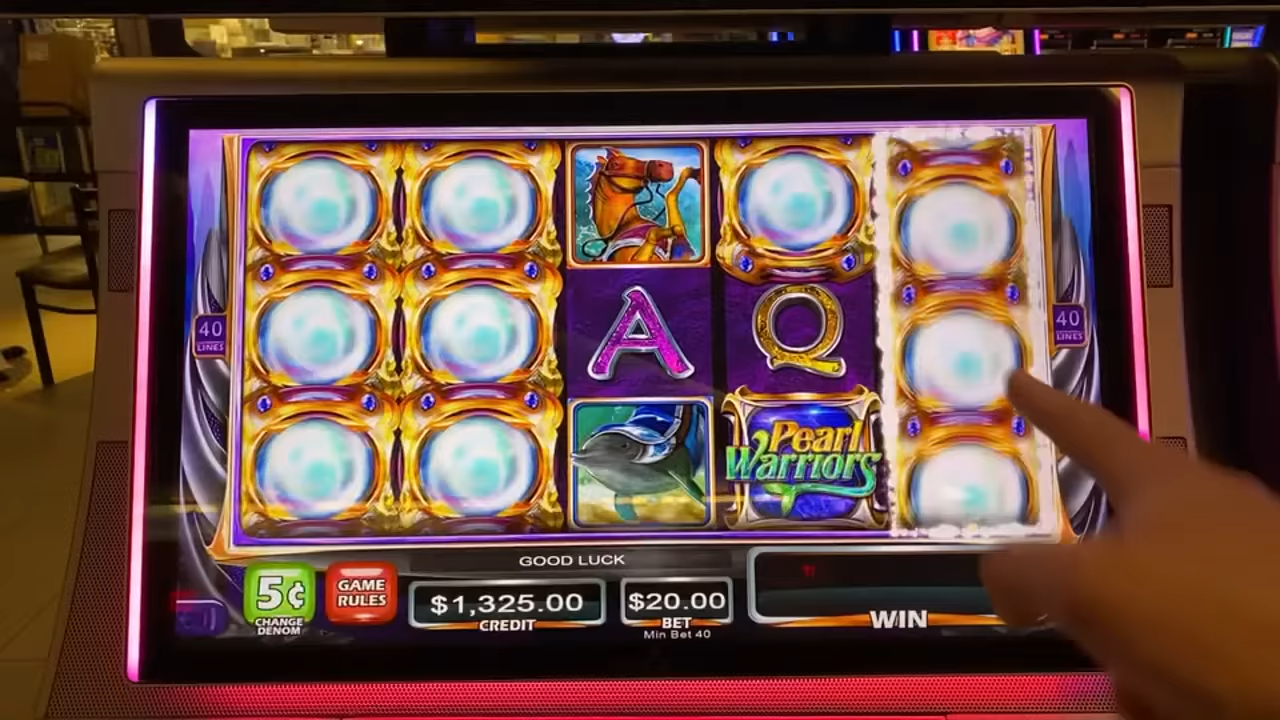 A
Q
40
LINES
40
LINES
Pearl
Warriors
GOOD LUCK
5¢
CHANGE
DENOM
GAME
RULES
$1,325.00
CREDIT
$20.00
BET
Min Bet 40
WIN